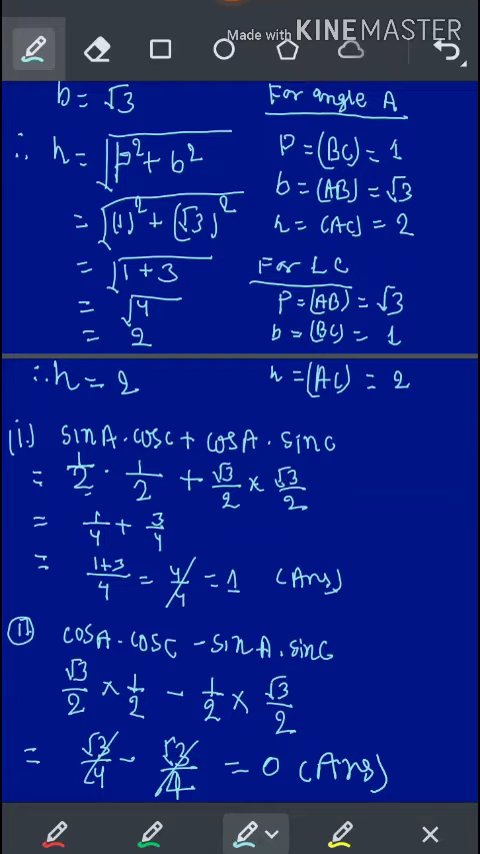 Made with KINEMASTER
b = √3
∴ h = √p² + b²
= √(1)² + (√3)²
= √1 + 3
= √4
= 2
For angle A
P = (BC) = 1
b = (AB) = √3
h = (AC) = 2
For ∠C
P = (AB) = √3
b = (BC) = 1
∴ h = 2
h = (AC) = 2
(i.) sinA . cosC + cosA . sinC
= 1/2 . 1/2 + √3/2 × √3/2
= 1/4 + 3/4
= 1+3/4 = 4/4 = 1 (Ans)
(ii) cosA . cosC - sinA . sinC
√3/2 × 1/2 - 1/2 × √3/2
= √3/4 - √3/4 = 0 (Ans)